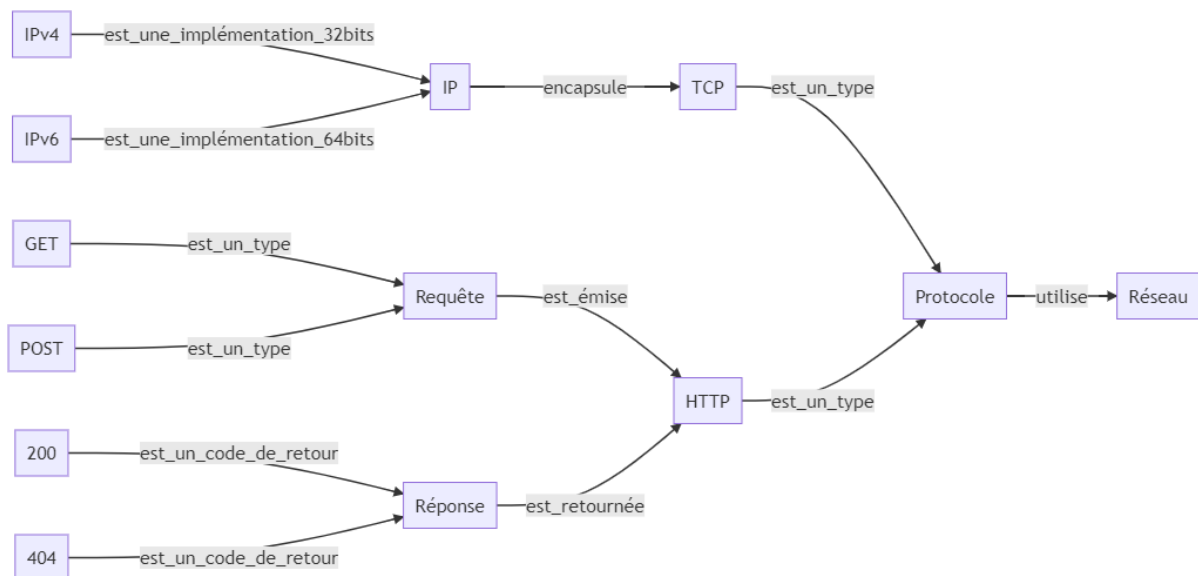 IPv4
est_une_implémentation_32bits
IP
encapsule
TCP
est_un_type
IPv6
est_une_implémentation_64bits
GET
est_un_type
Requête
est_émise
Protocole
utilise
Réseau
POST
est_un_type
HTTP
est_un_type
200
est_un_code_de_retour
Réponse
est_retournée
404
est_un_code_de_retour